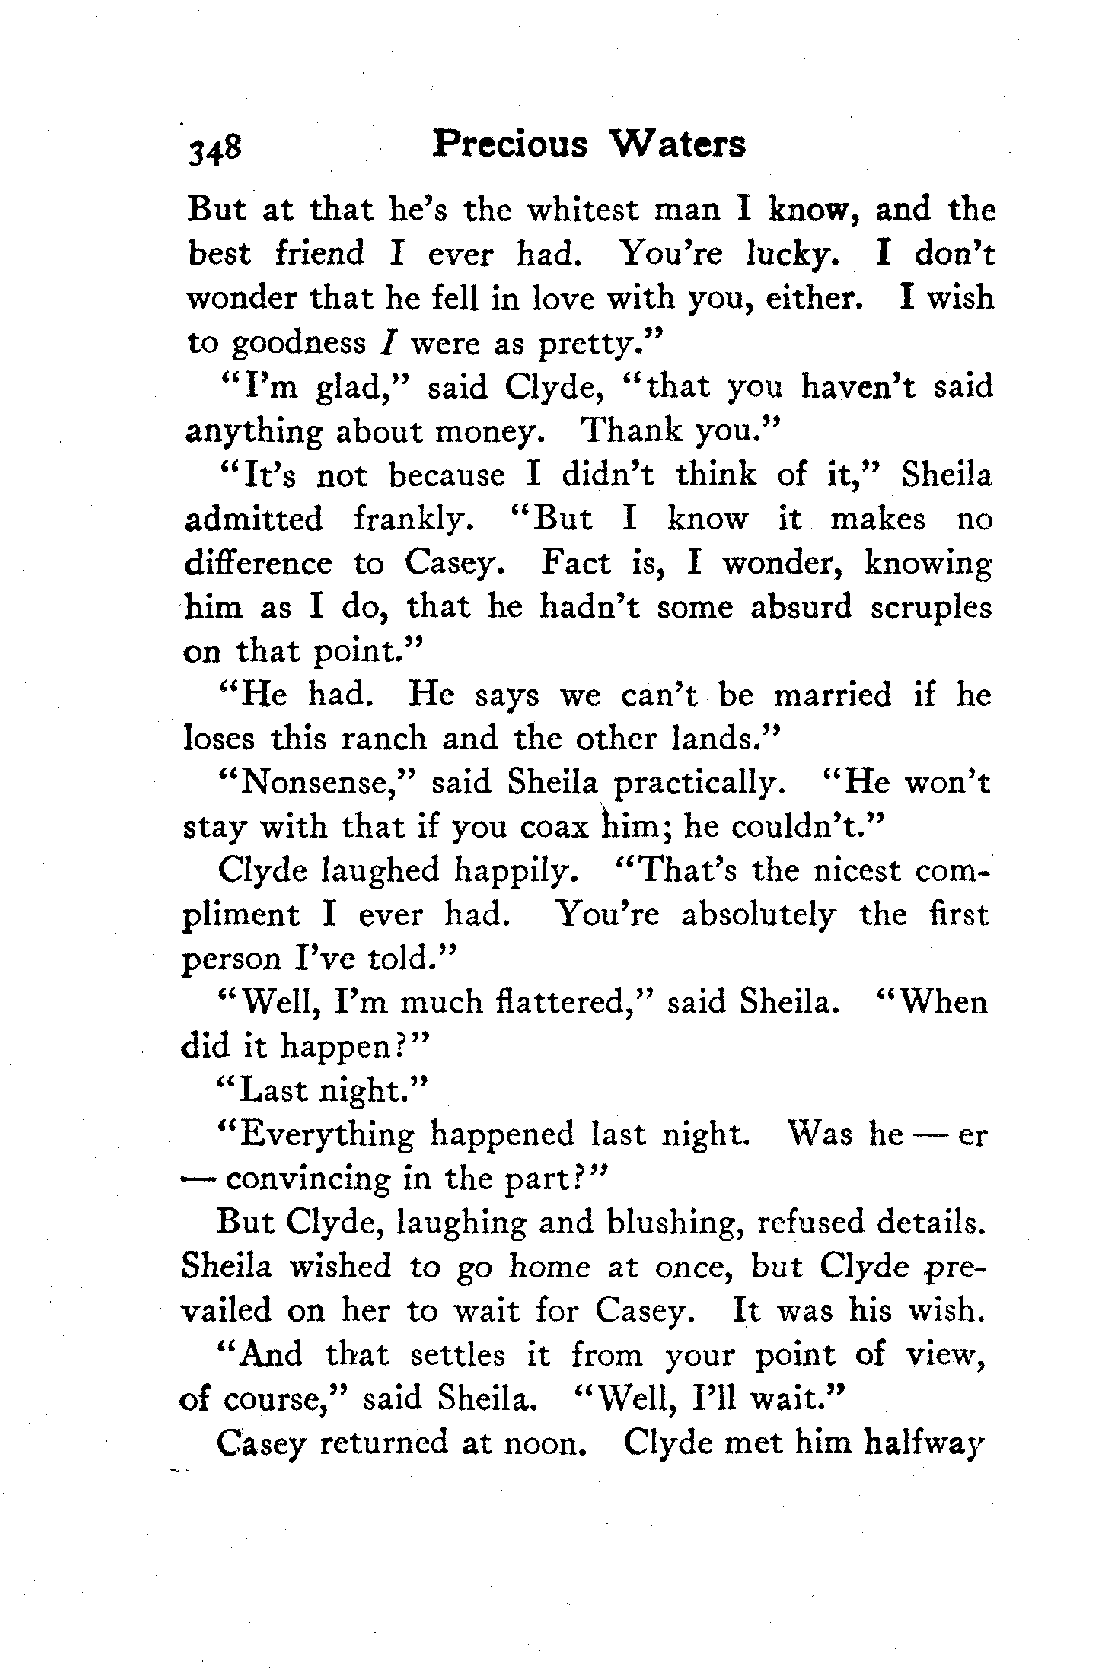 348 Precious Waters
But at that he's the whitest man I know, and the
best friend I ever had. You're lucky. I don't
wonder that he fell in love with you, either. I wish
to goodness I were as pretty."
"I'm glad," said Clyde, "that you haven't said
anything about money. Thank you."
"It's not because I didn't think of it," Sheila
admitted frankly. "But I know it makes no
difference to Casey. Fact is, I wonder, knowing
him as I do, that he hadn't some absurd scruples
on that point."
"He had. He says we can't be married if he
loses this ranch and the other lands."
"Nonsense," said Sheila practically. "He won't
stay with that if you coax him; he couldn't."
Clyde laughed happily. "That's the nicest com-
pliment I ever had. You're absolutely the first
person I've told."
"Well, I'm much flattered," said Sheila. "When
did it happen?"
"Last night."
"Everything happened last night. Was he — er
— convincing in the part?"
But Clyde, laughing and blushing, refused details.
Sheila wished to go home at once, but Clyde pre-
vailed on her to wait for Casey. It was his wish.
"And that settles it from your point of view,
of course," said Sheila. "Well, I'll wait."
Casey returned at noon. Clyde met him halfway